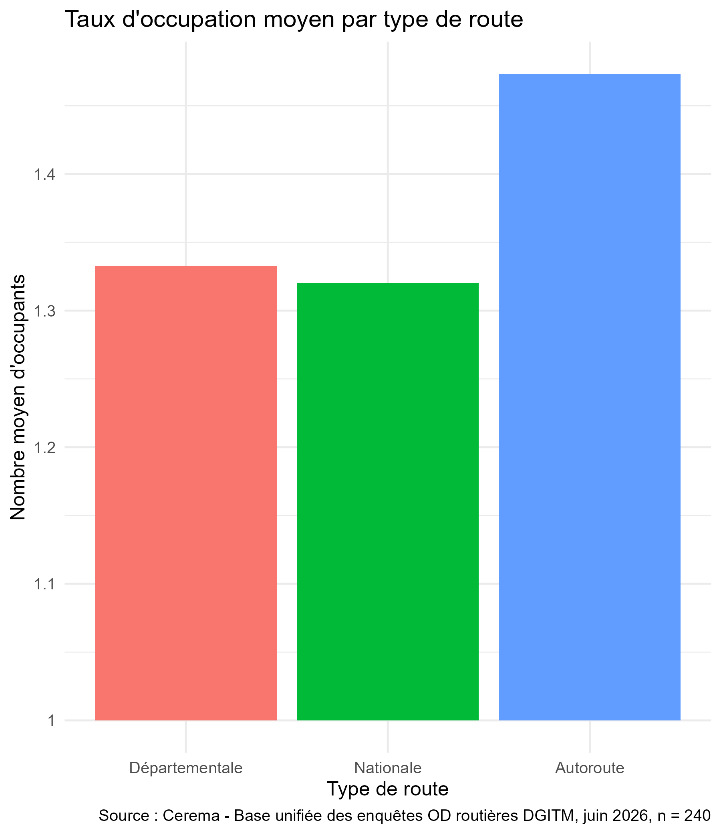 Taux d'occupation moyen par type de route
Nombre moyen d'occupants
1.4
1.3
1.2
1.1
1
Départementale
Nationale
Autoroute
Type de route
Source : Cerema - Base unifiée des enquêtes OD routières DGITM, juin 2026, n = 240